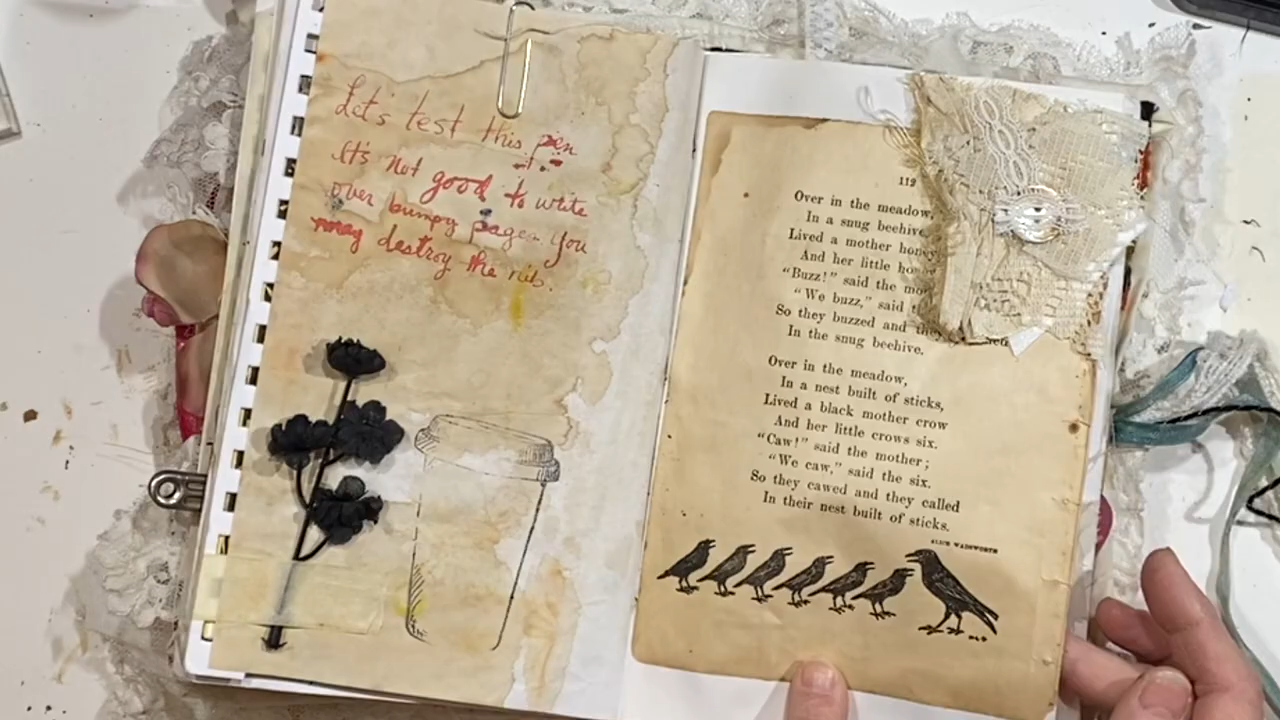 Let's test this pen
It's not good to write
over bumpy pages you
may destroy the nib.
112
Over in the meadow,
In a snug beehive
Lived a mother honey
And her little
"Buzz!" said the
"We buzz," said
So they buzzed and they
In the snug beehive.
Over in the meadow,
In a nest built of sticks,
Lived a black mother crow
And her little crows six.
"Caw!" said the mother;
"We caw," said the six.
So they cawed and they called
In their nest built of sticks.
ALICE WADSWORTH